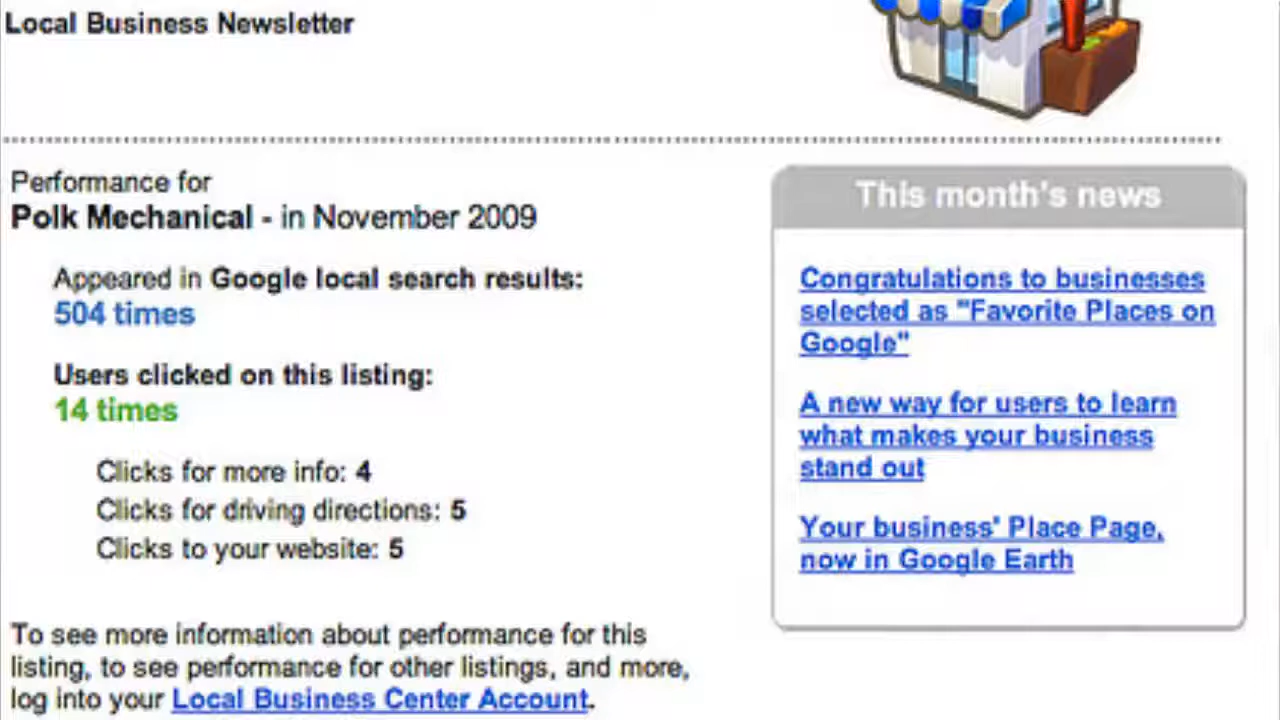 Local Business Newsletter
Performance for
Polk Mechanical - in November 2009
Appeared in Google local search results:
504 times
Users clicked on this listing:
14 times
Clicks for more info: 4
Clicks for driving directions: 5
Clicks to your website: 5
To see more information about performance for this
listing, to see performance for other listings, and more,
log into your Local Business Center Account.
This month's news
Congratulations to businesses
selected as "Favorite Places on
Google"
A new way for users to learn
what makes your business
stand out
Your business' Place Page,
now in Google Earth